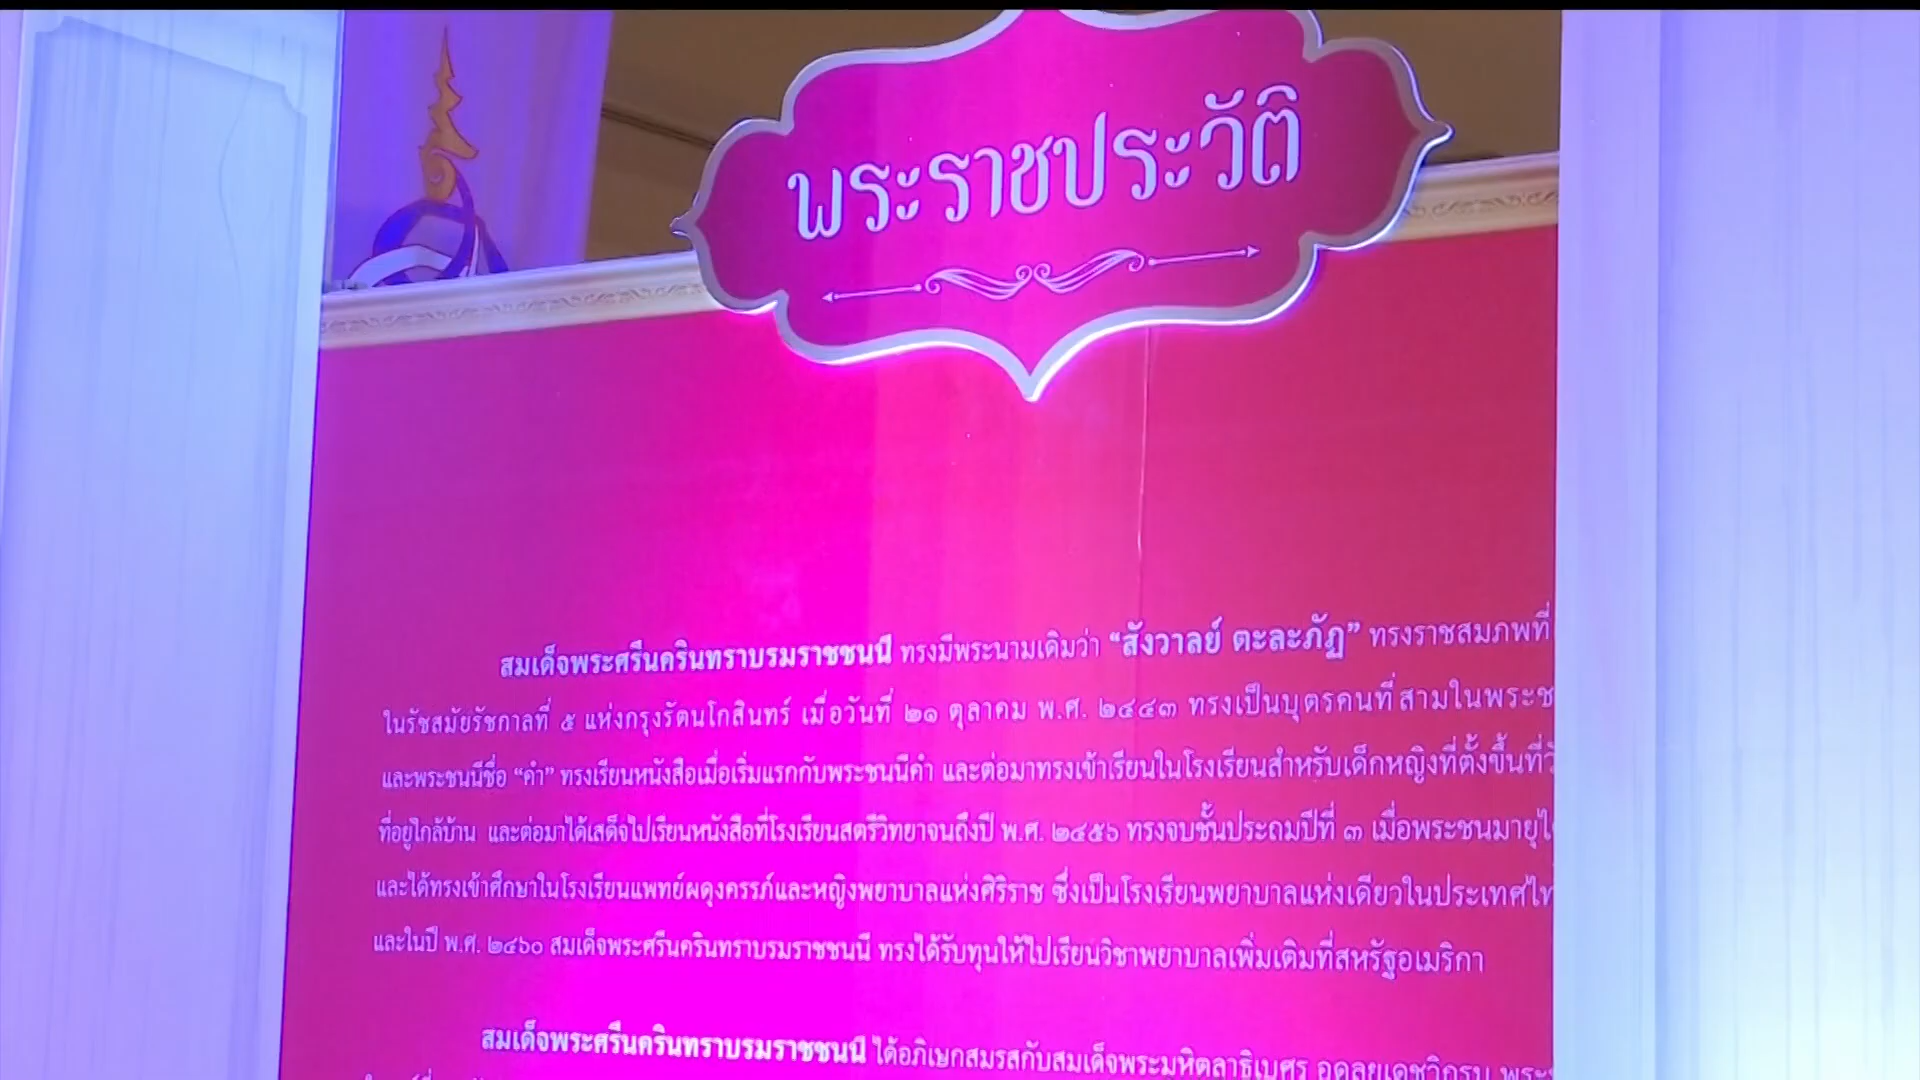 พระราชประวัติ
สมเด็จพระศรีนครินทราบรมราชชนนี ทรงมีพระนามเดิมว่า “สังวาลย์ ตะละภัฏ” ทรงราชสมภพที่
ในรัชสมัยรัชกาลที่ ๕ แห่งกรุงรัตนโกสินทร์ เมื่อวันที่ ๒๑ ตุลาคม พ.ศ. ๒๔๔๓ ทรงเป็นบุตรคนที่สามในพระช
และพระชนนีชื่อ “คำ” ทรงเรียนหนังสือเมื่อเริ่มแรกกับพระชนนีคำ และต่อมาทรงเข้าเรียนในโรงเรียนสำหรับเด็กหญิงที่ตั้งขึ้นที่
ที่อยู่ใกล้บ้าน และต่อมาได้เสด็จไปเรียนหนังสือที่โรงเรียนสตรีวิทยาจนถึงปี พ.ศ. ๒๔๕๖ ทรงจบชั้นประถมปีที่ ๓ เมื่อพระชนมายุ
และได้ทรงเข้าศึกษาในโรงเรียนแพทย์ผดุงครรภ์และหญิงพยาบาลแห่งศิริราช ซึ่งเป็นโรงเรียนพยาบาลแห่งเดียวในประเทศไท
และในปี พ.ศ. ๒๔๖๐ สมเด็จพระศรีนครินทราบรมราชชนนี ทรงได้รับทุนให้ไปเรียนวิชาพยาบาลเพิ่มเติมที่สหรัฐอเมริกา
สมเด็จพระศรีนครินทราบรมราชชนนี ได้อภิเษกสมรสกับสมเด็จพระมหิตลาธิเบศร อดุลยเดชวิกรม